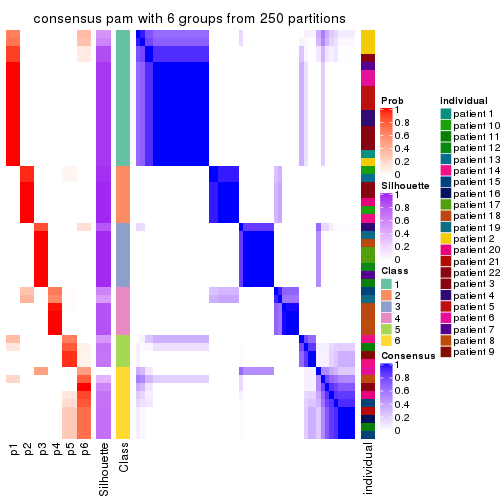 consensus pam with 6 groups from 250 partitions
Prob
1
0.8
0.6
0.4
0.2
0
Silhouette
1
0.8
0.6
0.4
0.2
0
Class
1
2
3
4
5
6
Consensus
1
0.8
0.6
0.4
0.2
0
individual
patient 1
patient 10
patient 11
patient 12
patient 13
patient 14
patient 15
patient 16
patient 17
patient 18
patient 19
patient 2
patient 20
patient 21
patient 22
patient 3
patient 4
patient 5
patient 6
patient 7
patient 8
patient 9
p1
p2
p3
p4
p5
p6
Silhouette
Class
individual